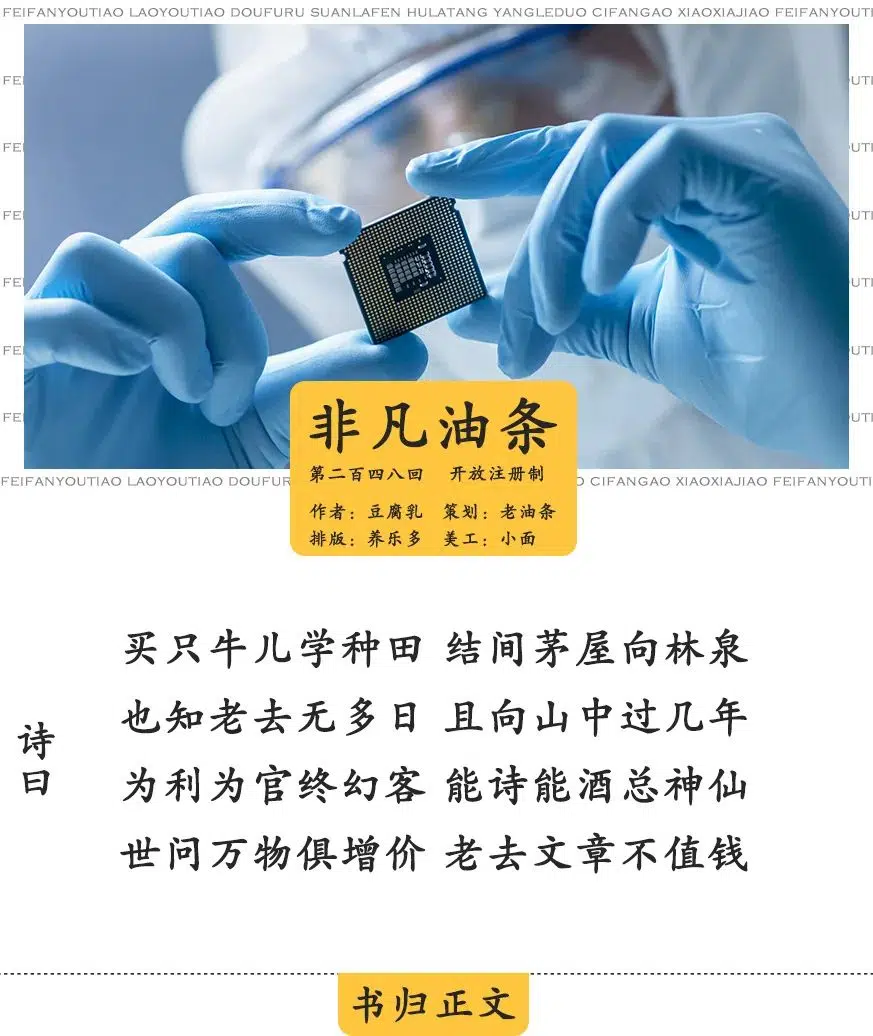 FEIFANYOUTIAO LAOYOUTIAO DOUFURU SUANLAFEN HULATANG YANGLEDUO CIFANGAO XIAOXIAJIAO FEIFANYOUTI
FEI
UTI
FEI
UTI
FEI
UTI
FEI
UTI
FEI
UTI
FEI
UTI
非凡油条
第二百四八回 开放注册制
FEIFANYOUTIAO LAOYOUTIAO DOUFUR CIFANGAO XIAOXIAJIAO FEIFANYOUTI
作者：豆腐乳 策划：老油条
排版：养乐多 美工：小面
诗曰
买只牛儿学种田 结间茅屋向林泉
也知老去无多日 且向山中过几年
为利为官终幻客 能诗能酒总神仙
世问万物俱增价 老去文章不值钱
书归正文